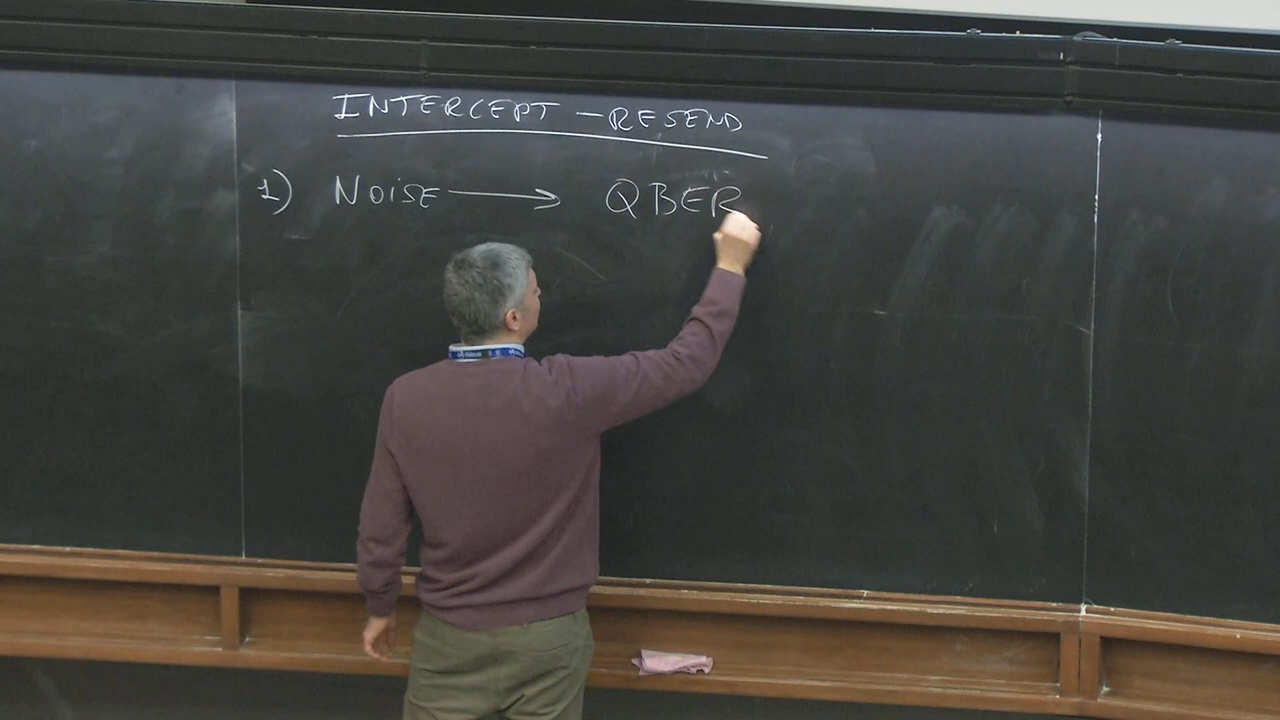 INTERCEPT - RESEND
1) NOiSE → QBER